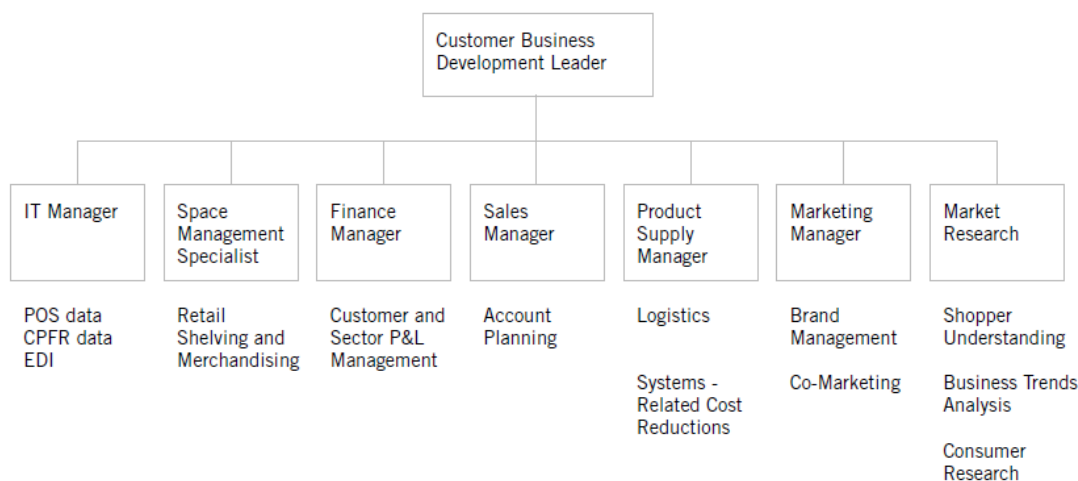 Customer Business
Development Leader
IT Manager
Space
Management
Specialist
Finance
Manager
Sales
Manager
Product
Supply
Manager
Marketing
Manager
Market
Research
POS data
CPFR data
EDI
Retail
Shelving and
Merchandising
Customer and
Sector P&L
Management
Account
Planning
Logistics
Systems -
Related Cost
Reductions
Brand
Management
Co-Marketing
Shopper
Understanding
Business Trends
Analysis
Consumer
Research